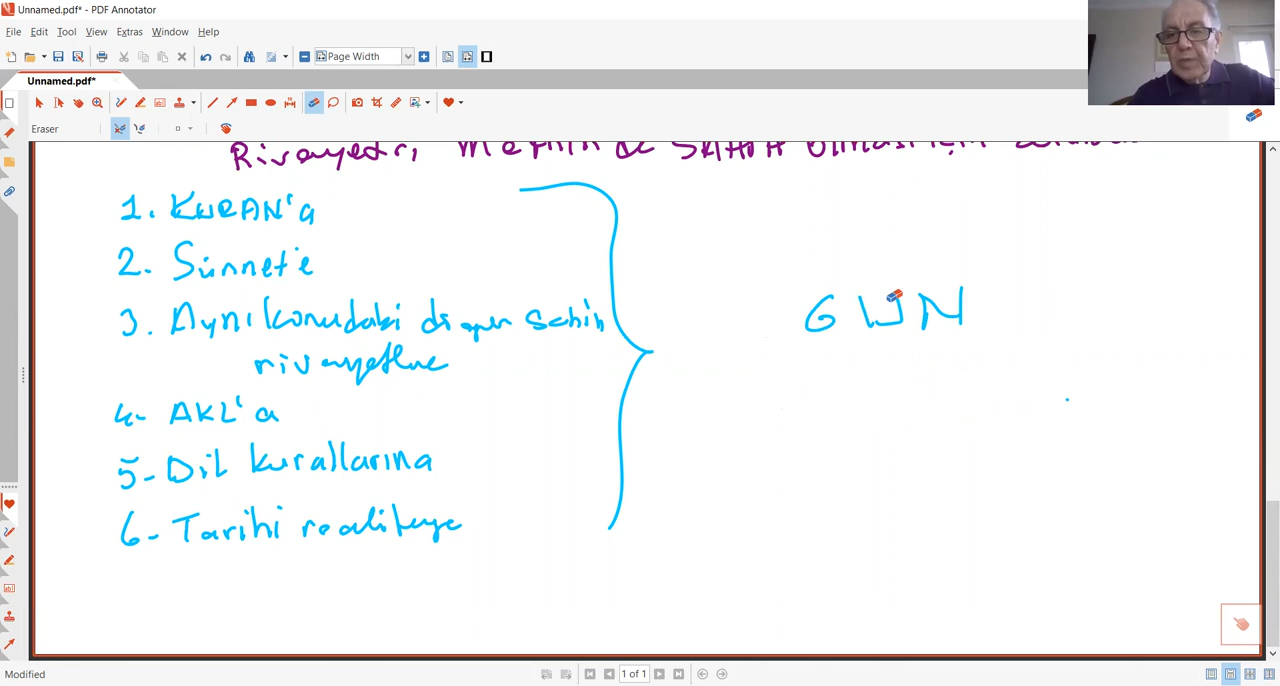 Unnamed.pdf* - PDF Annotator
File Edit Tool View Extras Window Help
Page Width
Unnamed.pdf*
Eraser
1. KURAN'a
2. Sünnet'e
3. Aynı konudaki diğer sahih
rivayetlere
4- AKL'a
5- Dil kurallarına
6- Tarihi realiteye
1 of 1
Modified